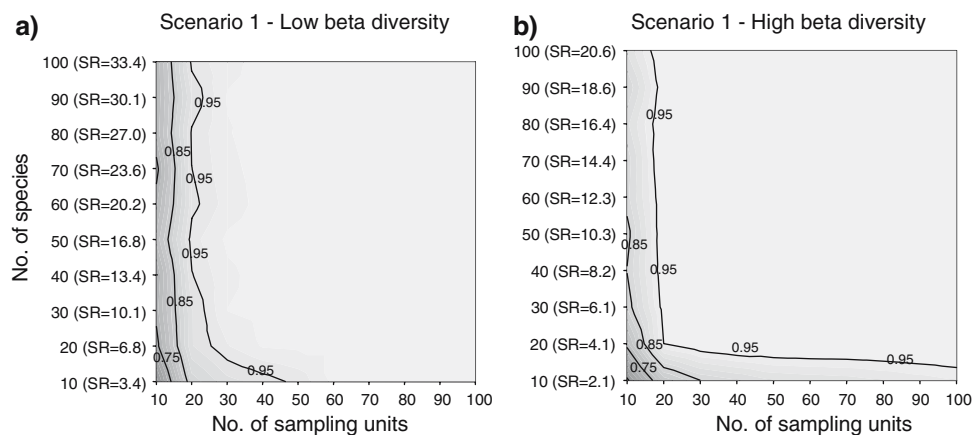 a) Scenario 1 - Low beta diversity
No. of species
100 (SR=33.4)
90 (SR=30.1)
80 (SR=27.0)
70 (SR=23.6)
60 (SR=20.2)
50 (SR=16.8)
40 (SR=13.4)
30 (SR=10.1)
20 (SR=6.8)
10 (SR=3.4)
0.95
0.85
0.95
0.95
0.85
0.75
0.95
10 20 30 40 50 60 70 80 90 100
No. of sampling units
b) Scenario 1 - High beta diversity
100 (SR=20.6)
90 (SR=18.6)
80 (SR=16.4)
70 (SR=14.4)
60 (SR=12.3)
50 (SR=10.3)
40 (SR=8.2)
30 (SR=6.1)
20 (SR=4.1)
10 (SR=2.1)
0.95
0.85
0.95
0.85
0.95
0.95
0.75
10 20 30 40 50 60 70 80 90 100
No. of sampling units